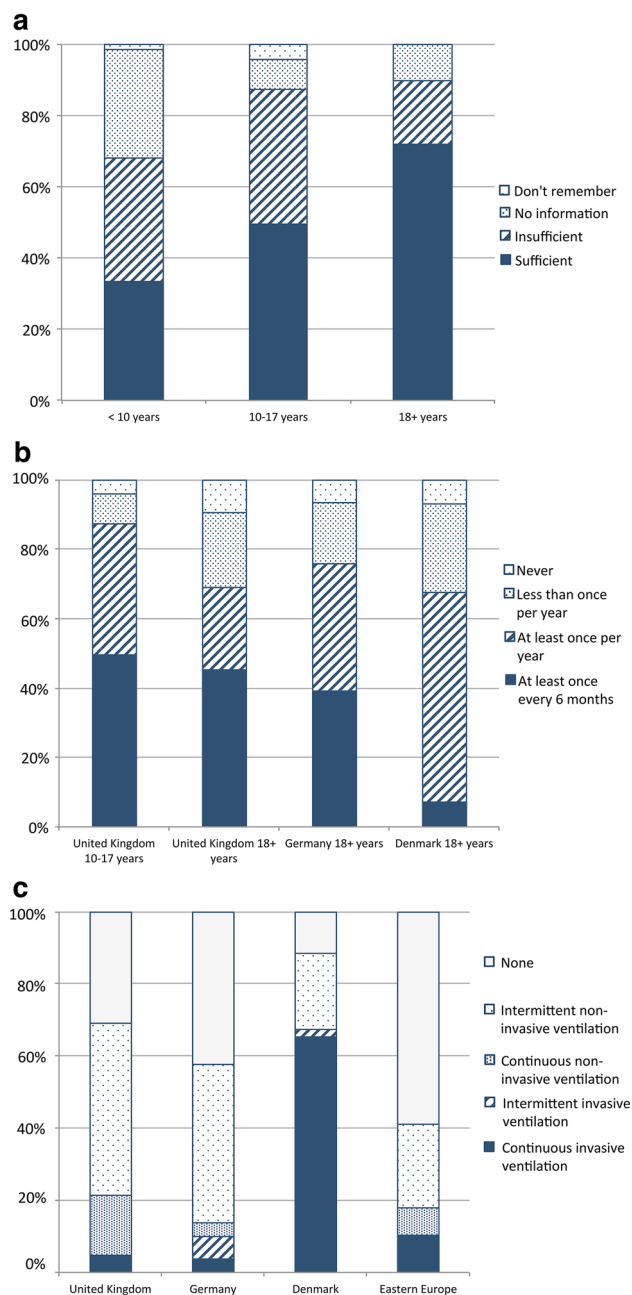 a
100%
80%
60%
40%
20%
0%
Don't remember
No information
Insufficient
Sufficient
< 10 years
10-17 years
18+ years
b
100%
80%
60%
40%
20%
0%
Never
Less than once
per year
At least once per
year
At least once
every 6 months
United Kingdom
10-17 years
United Kingdom 18+
years
Germany 18+ years
Denmark 18+ years
c
100%
80%
60%
40%
20%
0%
None
Intermittent non-
invasive ventilation
Continuous non-
invasive ventilation
Intermittent invasive
ventilation
Continuous invasive
ventilation
United Kingdom
Germany
Denmark
Eastern Europe